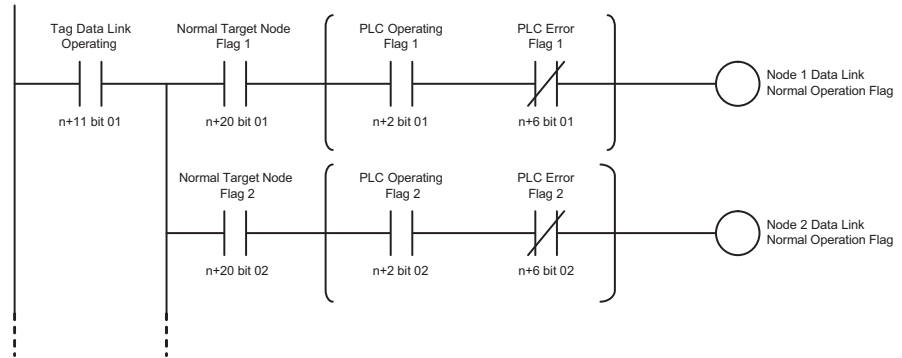 Tag Data Link
Operating
Normal Target Node
Flag 1
PLC Operating
Flag 1
PLC Error
Flag 1
Node 1 Data Link
Normal Operation Flag
n+11 bit 01
n+20 bit 01
n+2 bit 01
n+6 bit 01
Normal Target Node
Flag 2
PLC Operating
Flag 2
PLC Error
Flag 2
Node 2 Data Link
Normal Operation Flag
n+20 bit 02
n+2 bit 02
n+6 bit 02